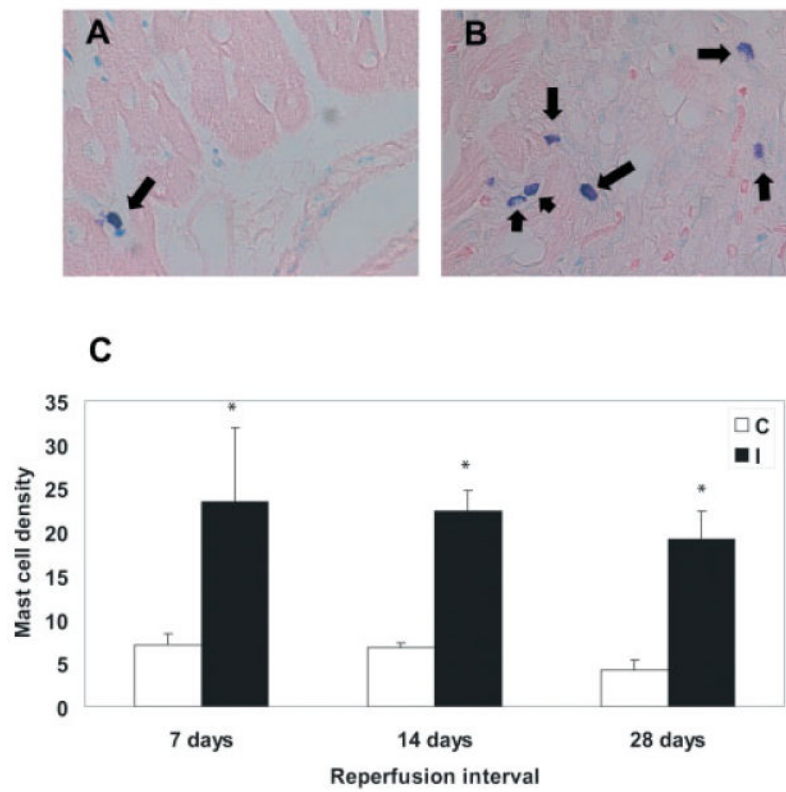 A
B
C
35
30
25
20
15
10
5
0
Mast cell density
*
*
*
C
I
7 days
14 days
28 days
Reperfusion interval